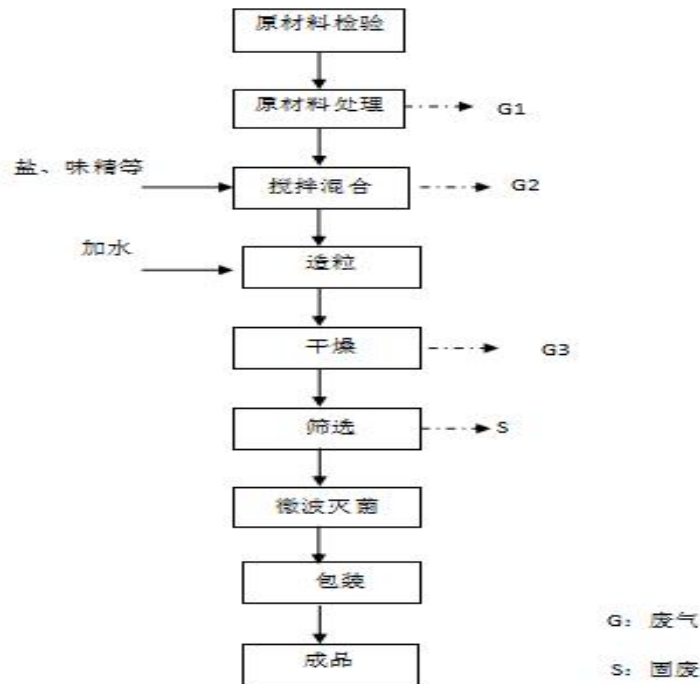 原材料检验
原材料处理
G1
盐、味精等
搅拌混合
G2
加水
造粒
干燥
G3
筛选
S
微波灭菌
包装
成品
G：废气
S：固废